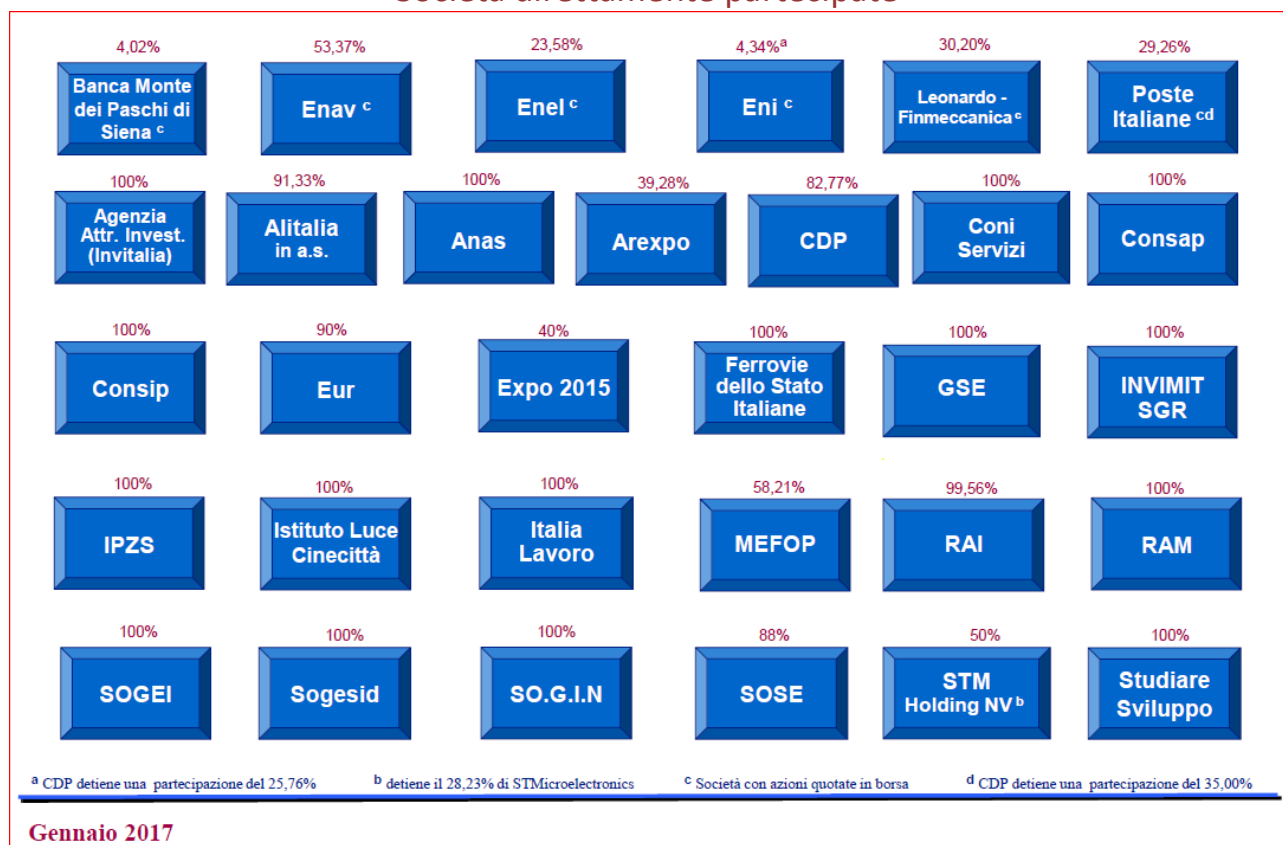 Società direttamente partecipate
4,02% 53,37% 23,58% 4,34%ᵃ 30,20% 29,26%
Banca Monte
dei Paschi di
Siena ᶜ
Enav ᶜ
Enel ᶜ
Eni ᶜ
Leonardo -
Finmeccanica ᶜ
Poste
Italiane ᶜᵈ
100% 91,33% 100% 39,28% 82,77% 100% 100%
Agenzia
Attr. Invest.
(Invitalia)
Alitalia
in a.s.
Anas
Arexpo
CDP
Coni
Servizi
Consap
100% 90% 40% 100% 100% 100%
Consip
Eur
Expo 2015
Ferrovie
dello Stato
Italiane
GSE
INVIMIT
SGR
100% 100% 100% 58,21% 99,56% 100%
IPZS
Istituto Luce
Cinecittà
Italia
Lavoro
MEFOP
RAI
RAM
100% 100% 100% 88% 50% 100%
SOGEI
Sogesid
SO.G.I.N
SOSE
STM
Holding NV ᵇ
Studiare
Sviluppo
ᵃ CDP detiene una partecipazione del 25,76% ᵇ detiene il 28,23% di STMicroelectronics ᶜ Società con azioni quotate in borsa ᵈ CDP detiene una partecipazione del 35,00%
Gennaio 2017